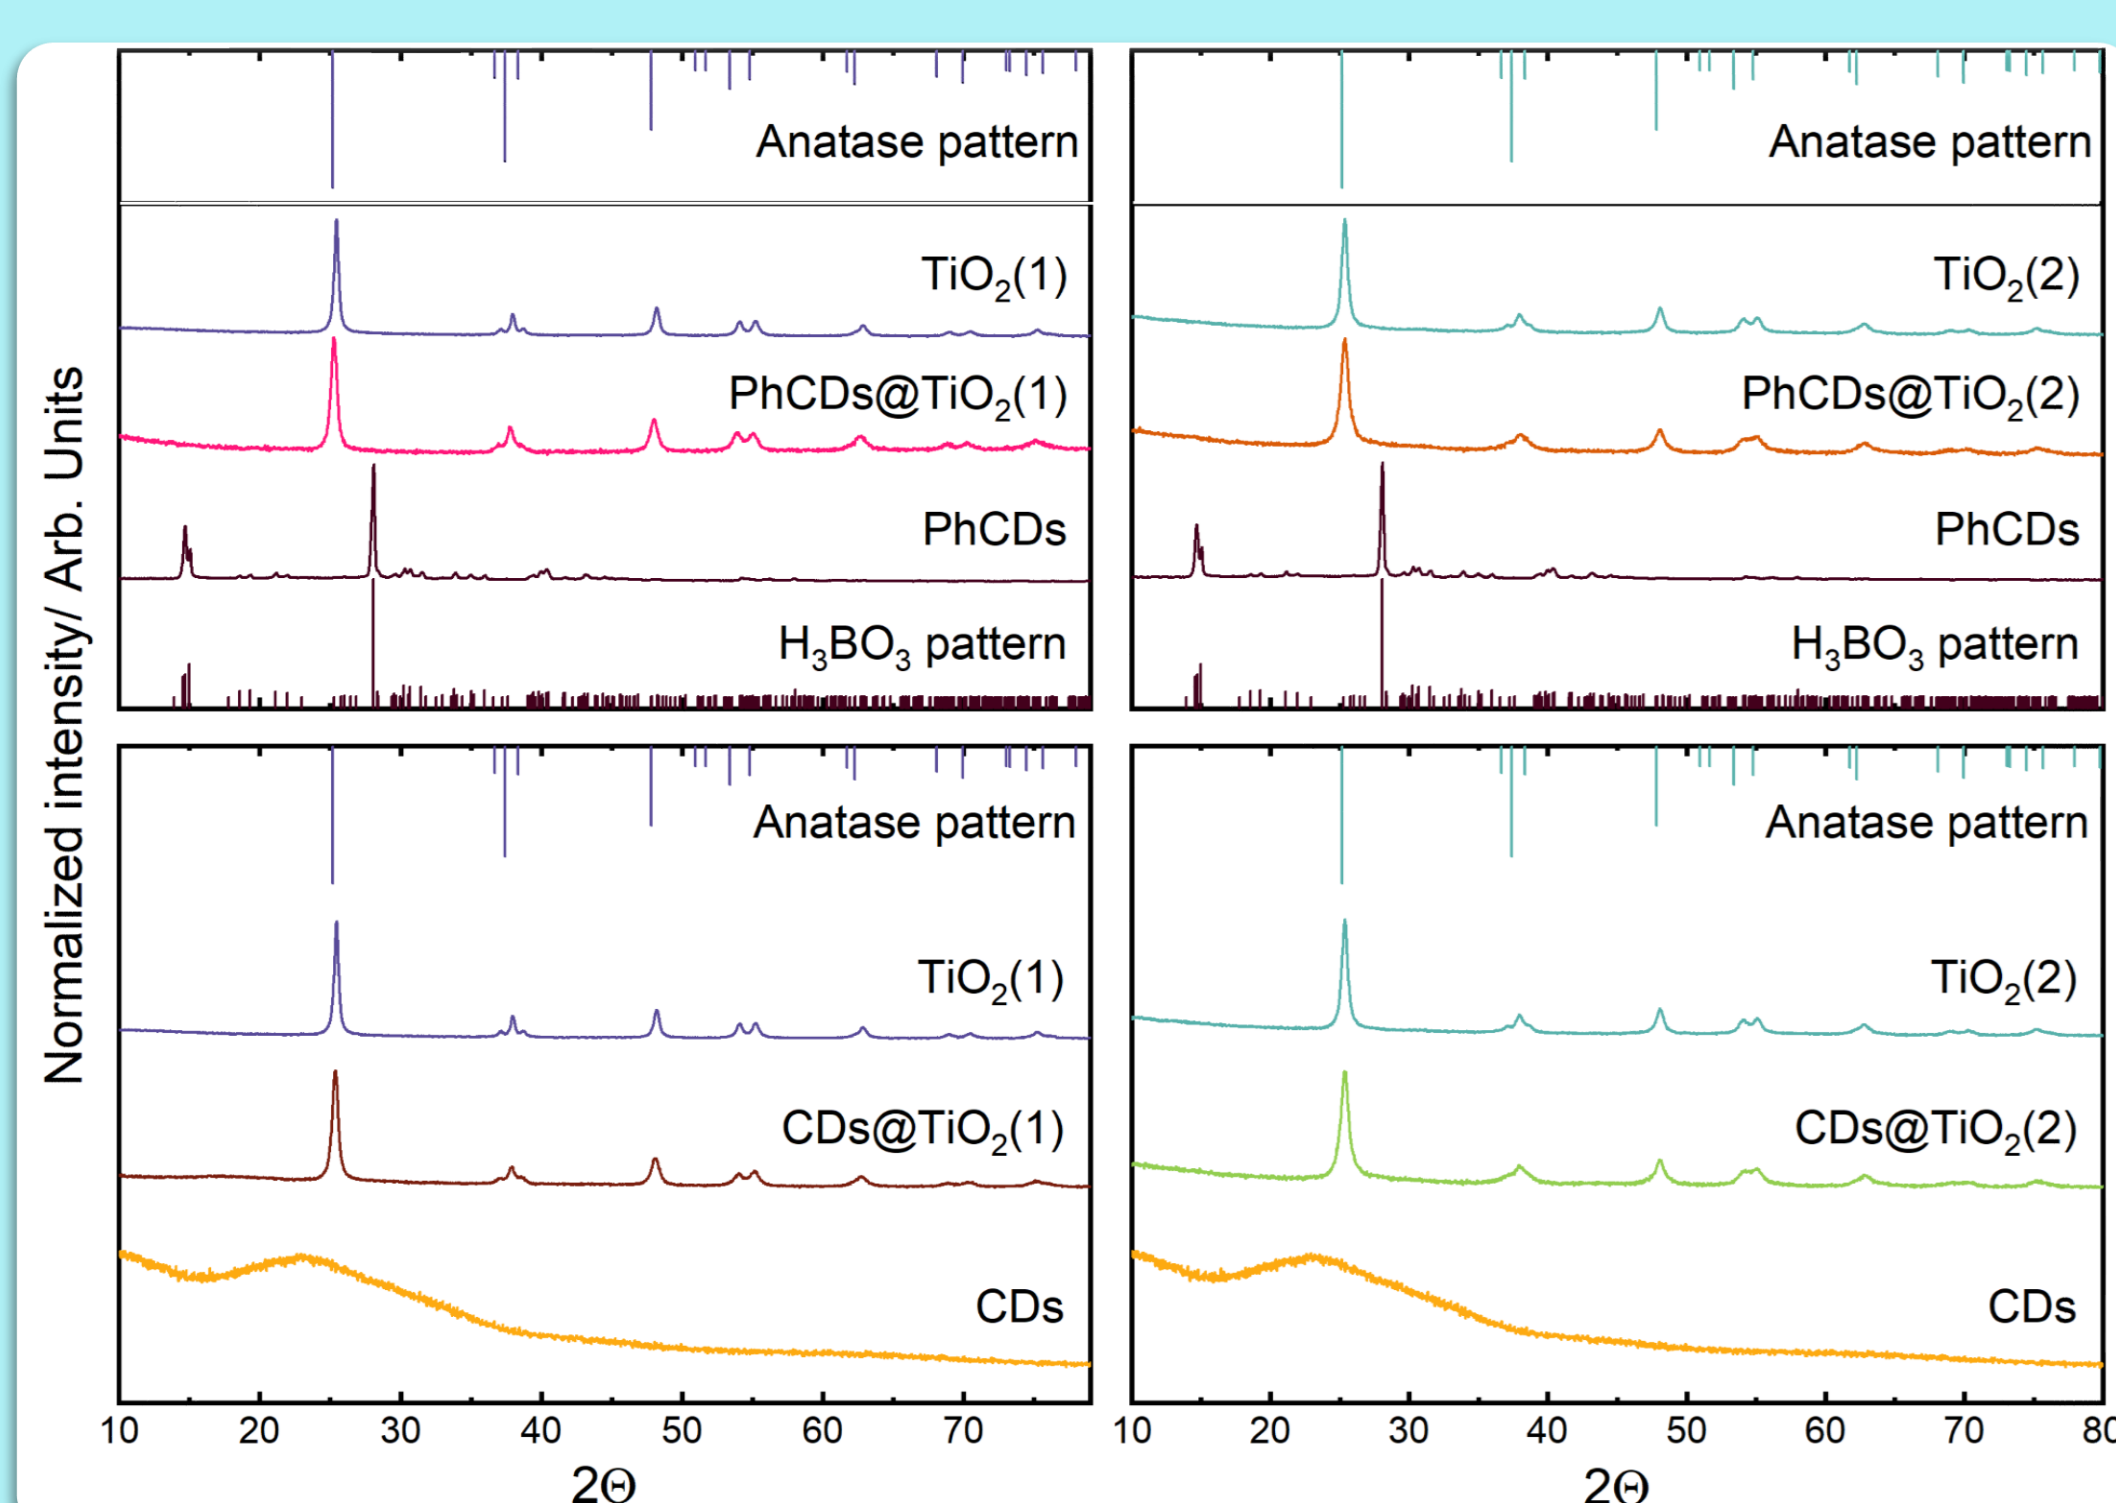 Normalized intensity/ Arb. Units
Anatase pattern
TiO₂(1)
PhCDs@TiO₂(1)
PhCDs
H₃BO₃ pattern
Anatase pattern
TiO₂(2)
PhCDs@TiO₂(2)
PhCDs
H₃BO₃ pattern
Anatase pattern
TiO₂(1)
CDs@TiO₂(1)
CDs
10 20 30 40 50 60 70
2Θ
Anatase pattern
TiO₂(2)
CDs@TiO₂(2)
CDs
10 20 30 40 50 60 70 80
2Θ